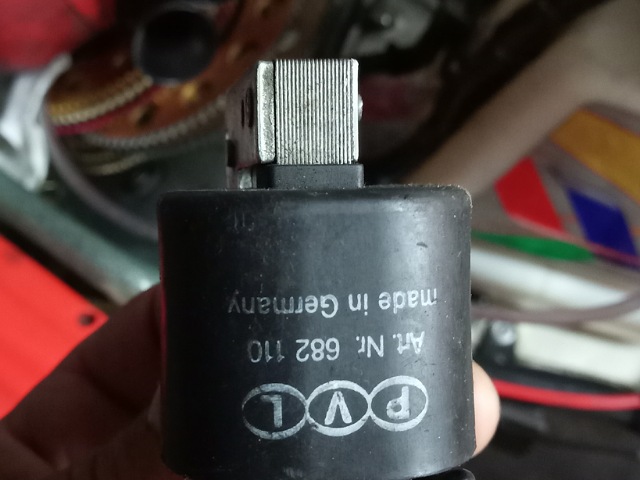 PVL
Art. Nr. 682 110
made in Germany